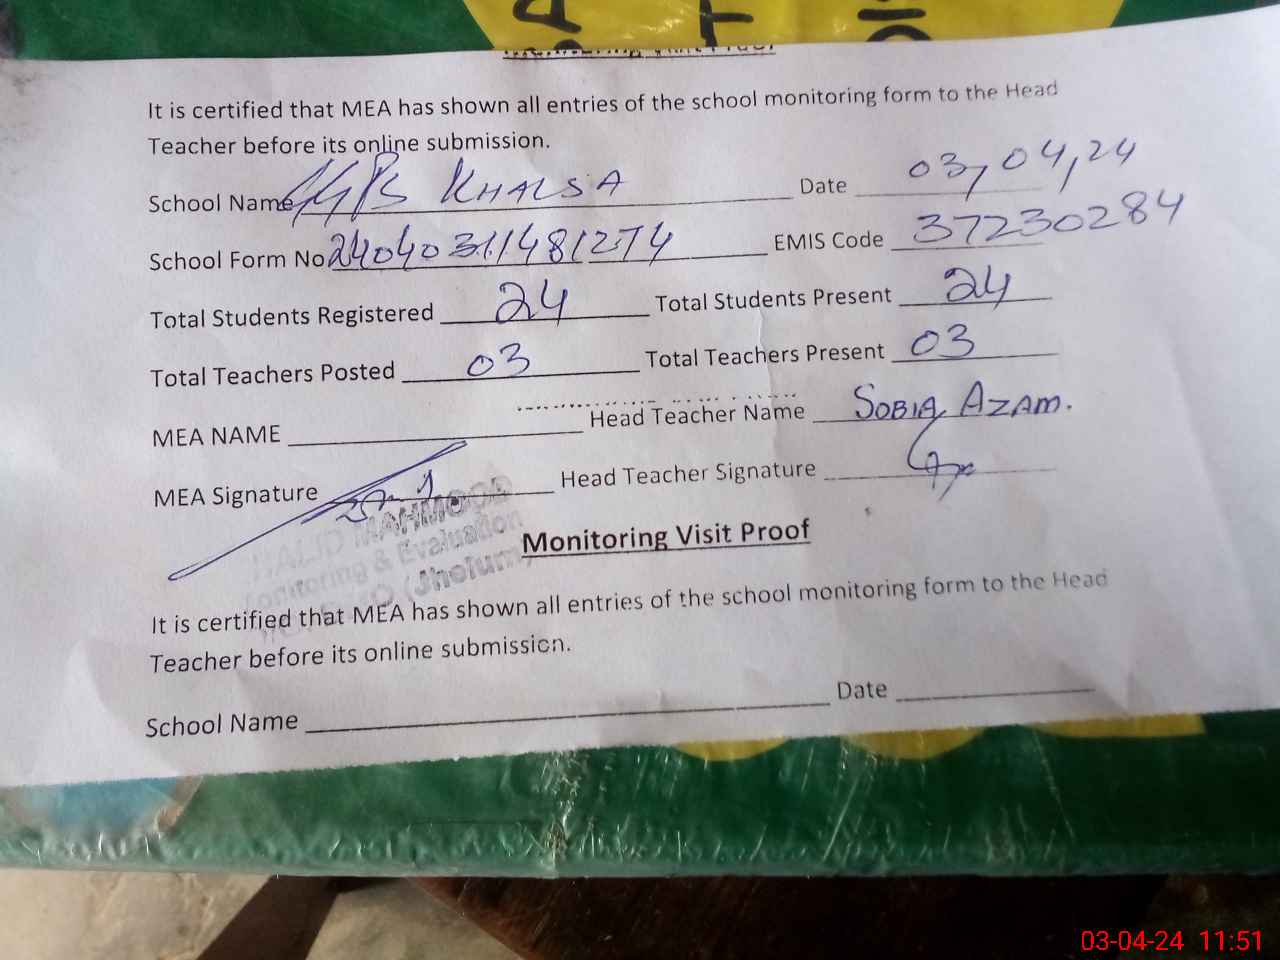 Monitoring Visit Proof
It is certified that MEA has shown all entries of the school monitoring form to the Head
Teacher before its online submission.
School Name KHALSA Date 03,04,24
School Form No 24040311481274 EMIS Code 37230284
Total Students Registered 24 Total Students Present 24
Total Teachers Posted 03 Total Teachers Present 03
MEA NAME Head Teacher Name SOBIA AZAM.
MEA Signature Head Teacher Signature
MAHMOOD
Monitoring & Evaluation
(Jhelum)
Monitoring Visit Proof
It is certified that MEA has shown all entries of the school monitoring form to the Head
Teacher before its online submission.
School Name Date
03-04-24 11:51